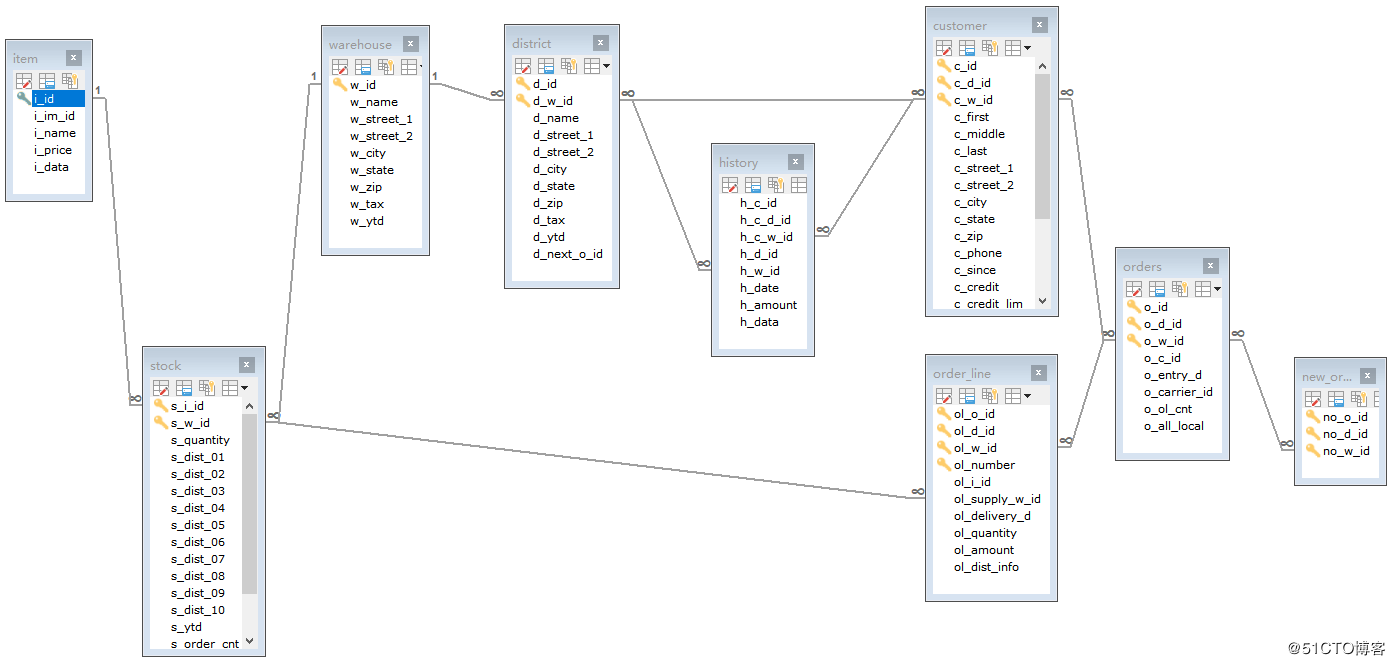 item
i_id
i_im_id
i_name
i_price
i_data
1
warehouse
w_id
w_name
w_street_1
w_street_2
w_city
w_state
w_zip
w_tax
w_ytd
1
1
district
d_id
d_w_id
d_name
d_street_1
d_street_2
d_city
d_state
d_zip
d_tax
d_ytd
d_next_o_id
∞
∞
history
h_c_id
h_c_d_id
h_c_w_id
h_d_id
h_w_id
h_date
h_amount
h_data
∞
∞
customer
c_id
c_d_id
c_w_id
c_first
c_middle
c_last
c_street_1
c_street_2
c_city
c_state
c_zip
c_phone
c_since
c_credit
c_credit_lim
∞
∞
stock
s_i_id
s_w_id
s_quantity
s_dist_01
s_dist_02
s_dist_03
s_dist_04
s_dist_05
s_dist_06
s_dist_07
s_dist_08
s_dist_09
s_dist_10
s_ytd
s_order_cnt
∞
∞
order_line
ol_o_id
ol_d_id
ol_w_id
ol_number
ol_i_id
ol_supply_w_id
ol_delivery_d
ol_quantity
ol_amount
ol_dist_info
∞
∞
orders
o_id
o_d_id
o_w_id
o_c_id
o_entry_d
o_carrier_id
o_ol_cnt
o_all_local
∞
∞
new_or...
no_o_id
no_d_id
no_w_id
∞
@51CTO博客